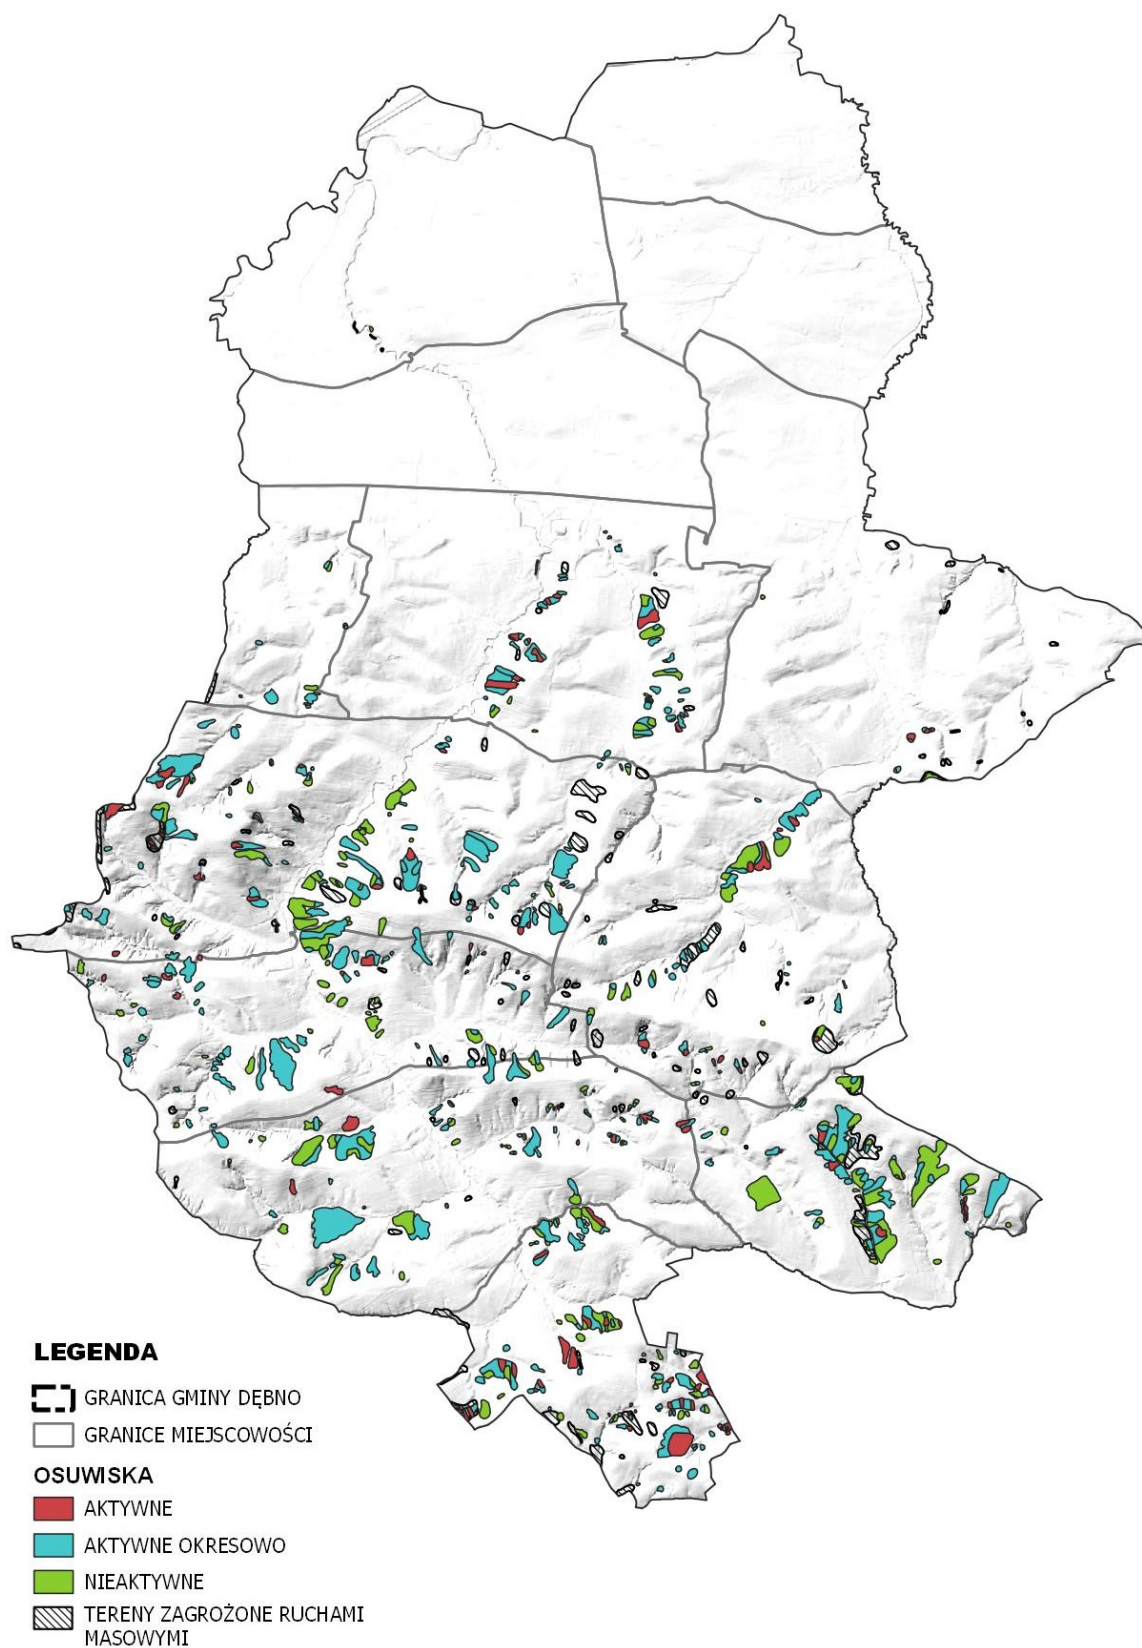 LEGENDA
GRANICA GMINY DĘBNO
GRANICE MIEJSCOWOŚCI
OSUWISKA
AKTYWNE
AKTYWNE OKRESOWO
NIEAKTYWNE
TERENY ZAGROŻONE RUCHAMI
MASOWYMI